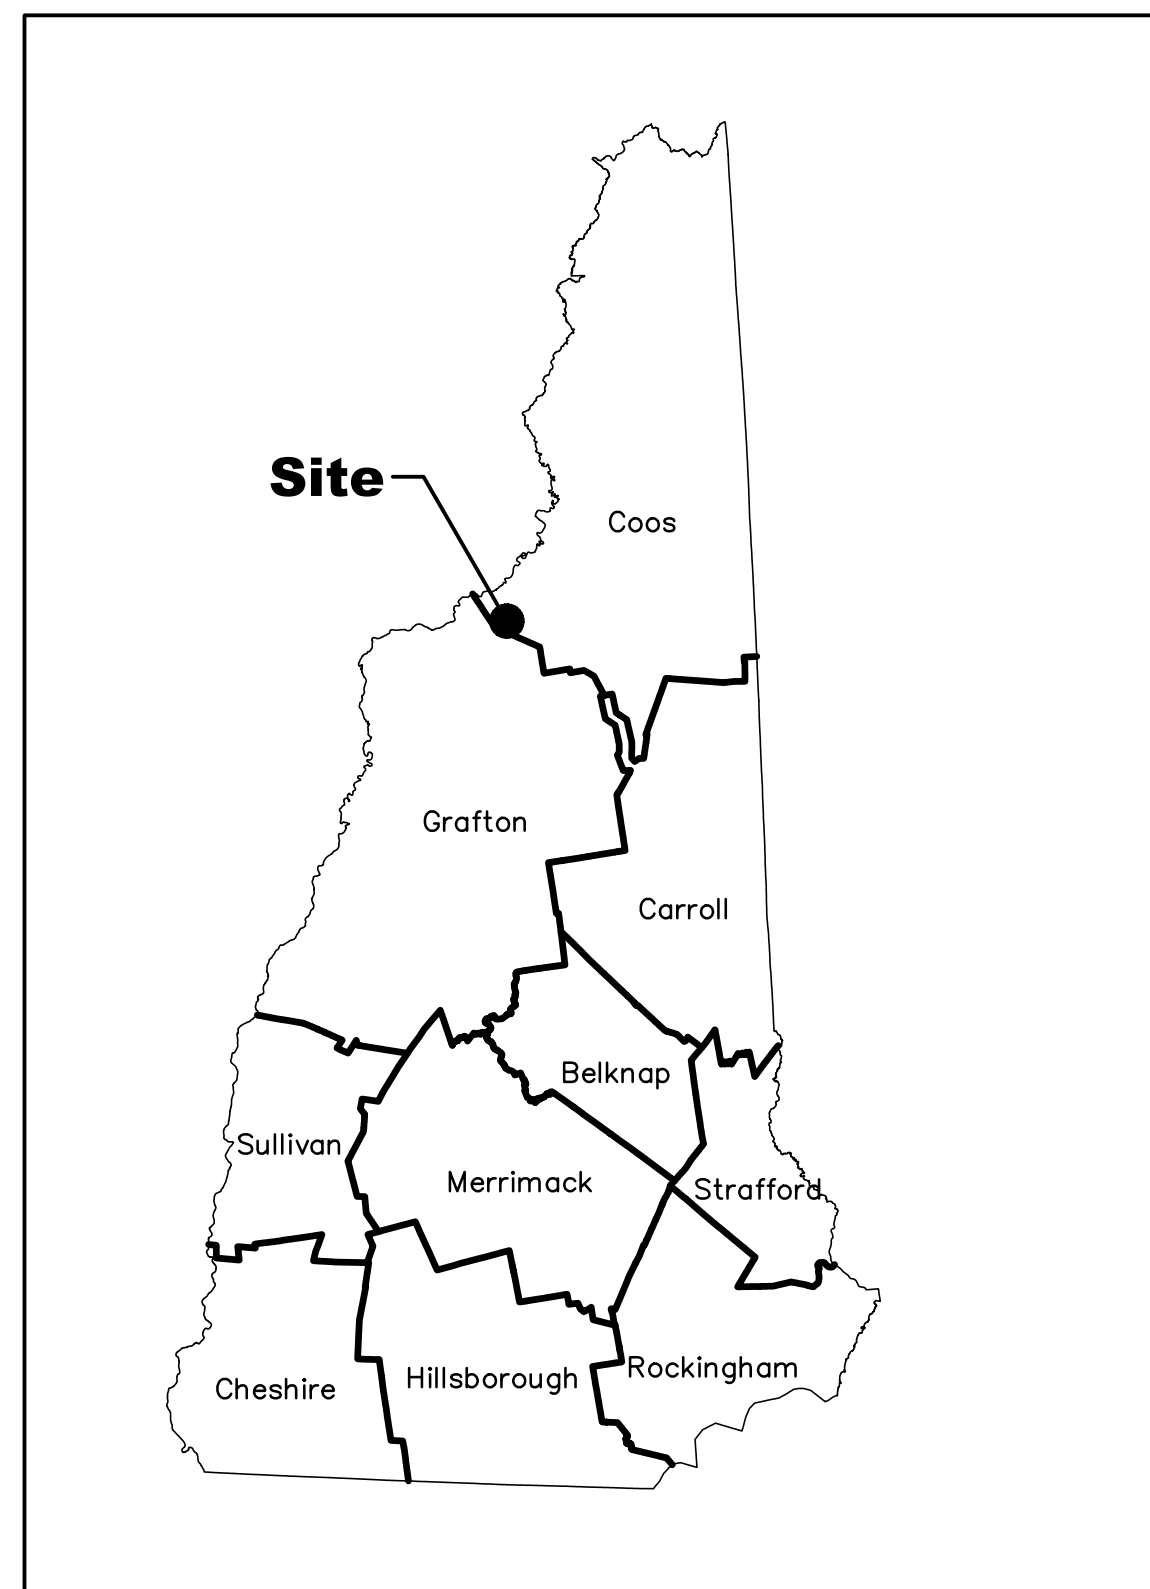 Site
Coos
Grafton
Carroll
Belknap
Sullivan
Merrimack
Strafford
Rockingham
Hillsborough
Cheshire